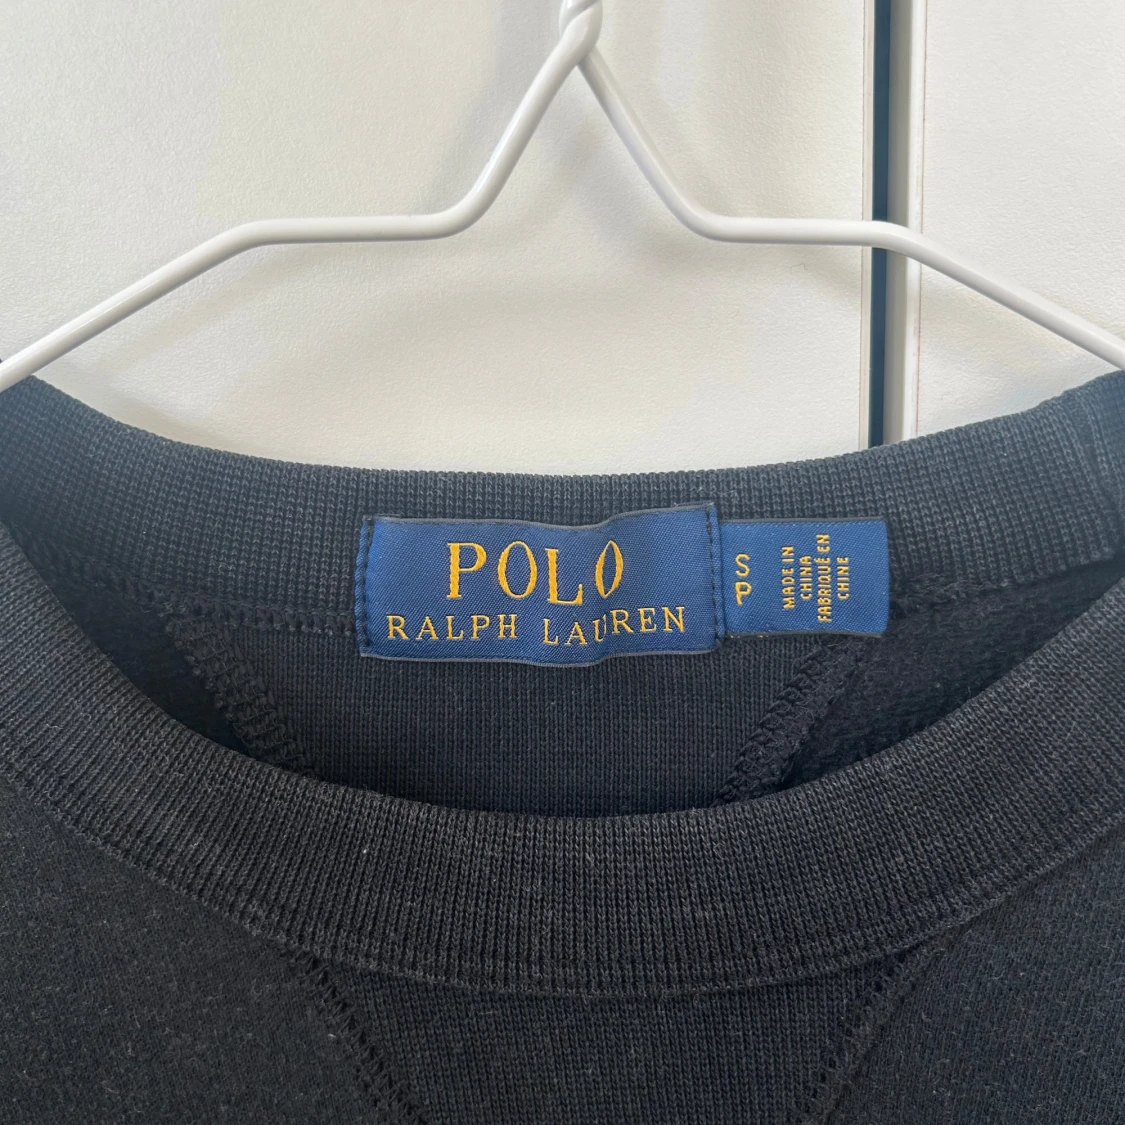 POLO
RALPH LAUREN
S
P
MADE IN
CHINA
FABRIQUÉ EN
CHINE